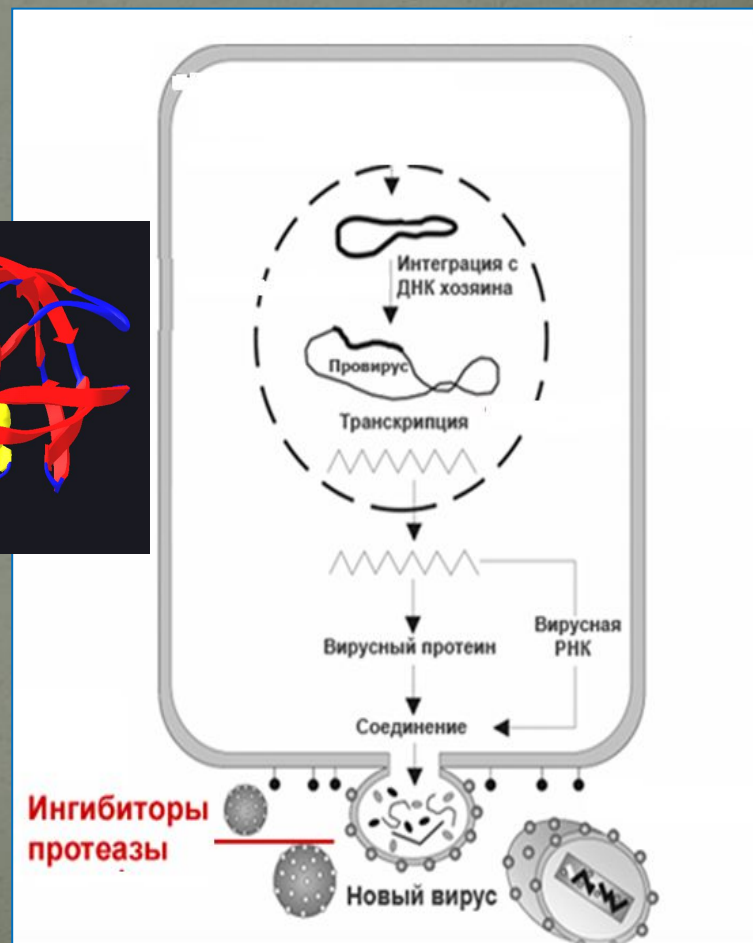 Интеграция с
ДНК хозяина
Провирус
Транскрипция
Вирусный протеин
Вирусная
РНК
Соединение
Ингибиторы
протеазы
Новый вирус